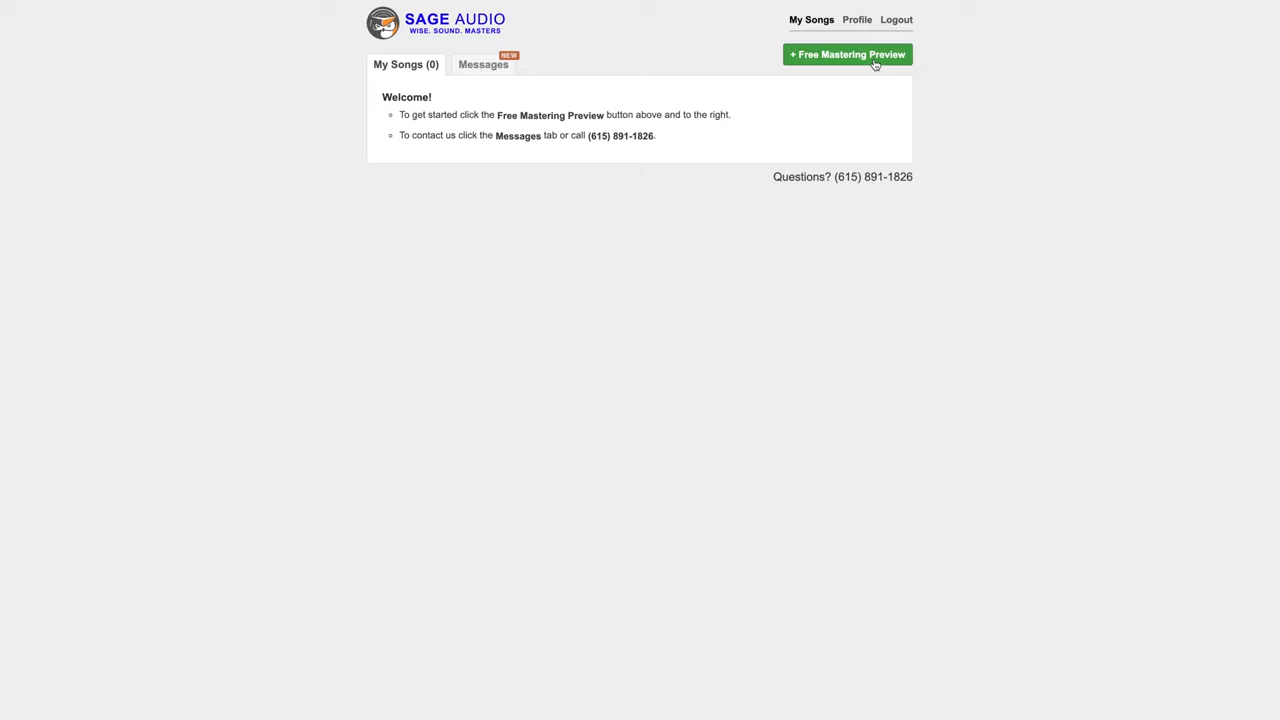 SAGE AUDIO
WISE. SOUND. MASTERS
My Songs Profile Logout
+ Free Mastering Preview
My Songs (0)
Messages
NEW
Welcome!
To get started click the Free Mastering Preview button above and to the right.
To contact us click the Messages tab or call (615) 891-1826.
Questions? (615) 891-1826